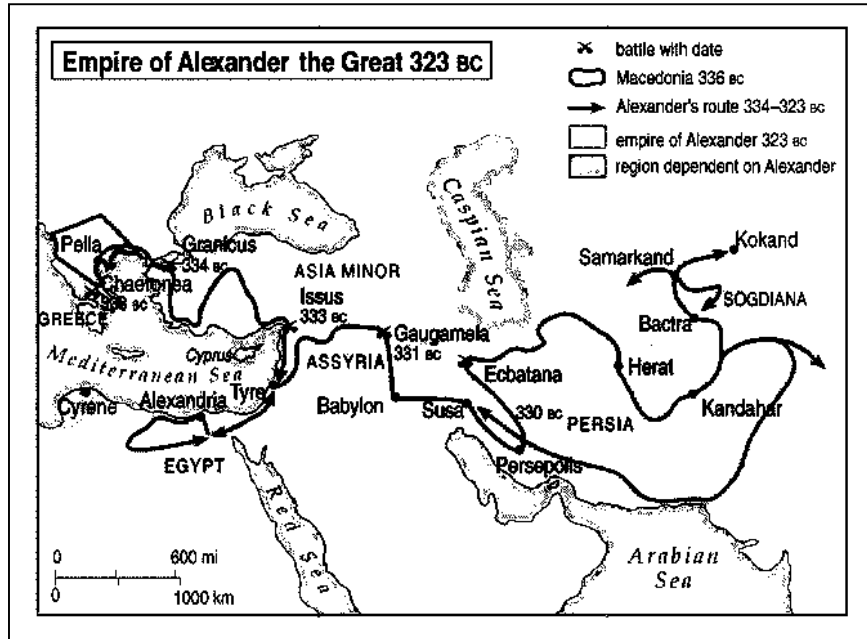 Empire of Alexander the Great 323 BC
battle with date
Macedonia 336 BC
Alexander's route 334–323 BC
empire of Alexander 323 BC
region dependent on Alexander
Black Sea
Caspian Sea
Kokand
Samarkand
SOGDIANA
Bactra
Pella
Granicus
334 BC
ASIA MINOR
Chaeronea
BC
GREECE
Issus
333 BC
Gaugamela
331 BC
Cyprus
Mediterranean Sea
ASSYRIA
Ecbatana
Herat
Kandahar
Cyrene
Alexandria
Tyre
Babylon
Susa
330 BC
PERSIA
Persepolis
EGYPT
Red Sea
Arabian
Sea
0 600 mi
0 1000 km